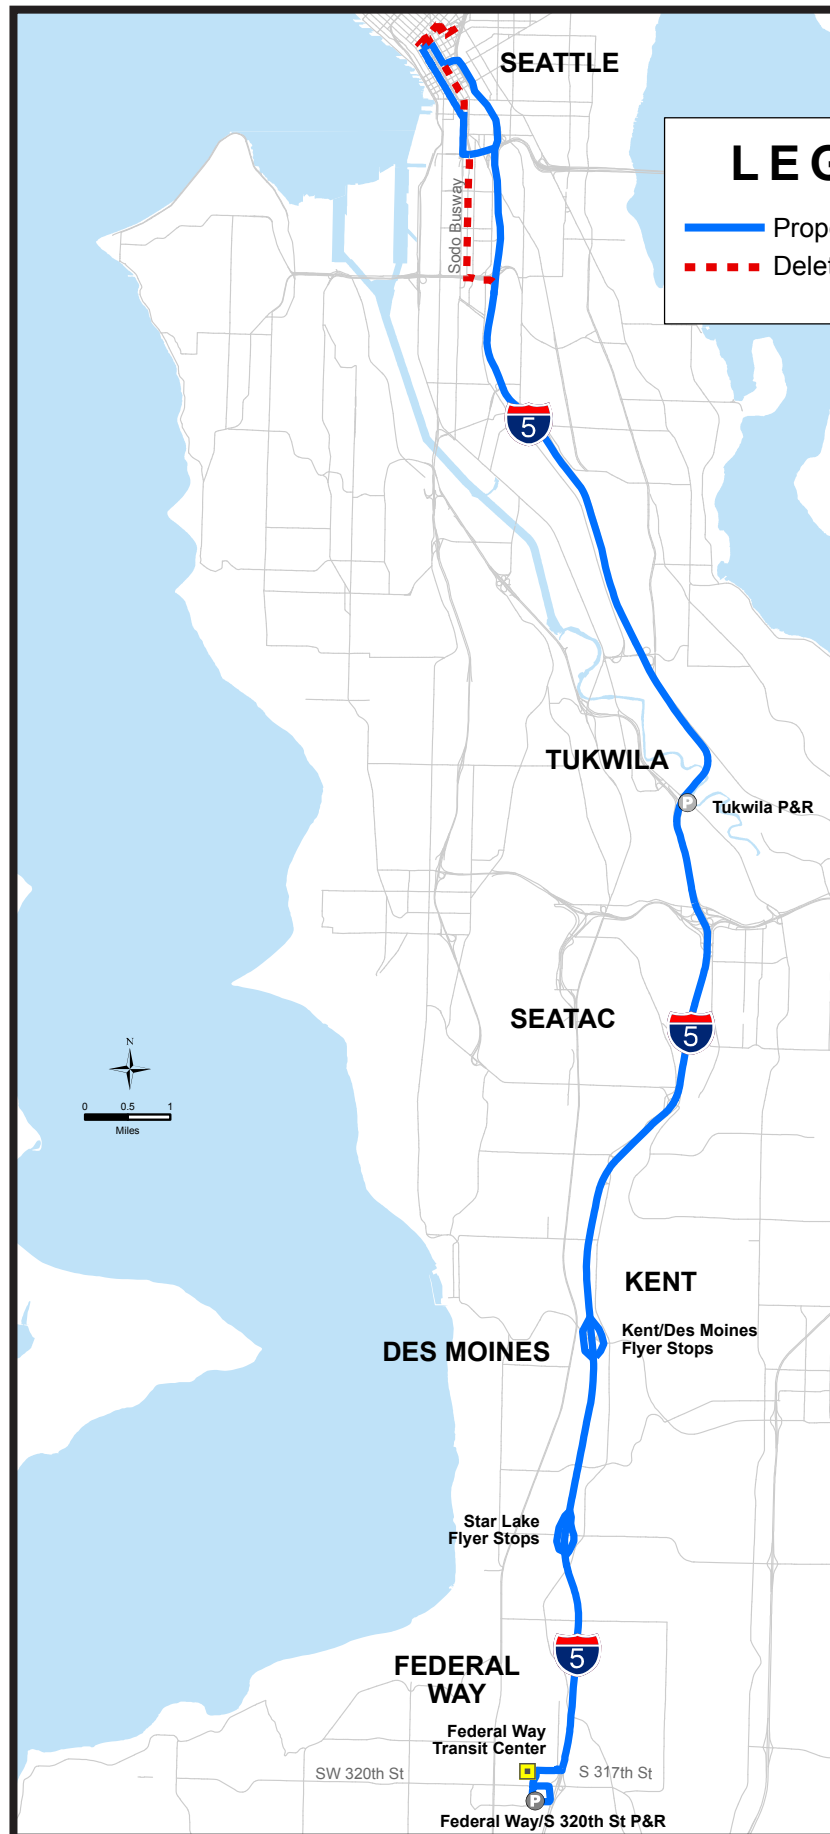 SEATTLE
LEG
Prop
Delet
Sodo Busway
5
TUKWILA
P
Tukwila P&R
SEATAC
5
N
0 0.5 1
Miles
KENT
Kent/Des Moines
Flyer Stops
DES MOINES
Star Lake
Flyer Stops
5
FEDERAL
WAY
Federal Way
Transit Center
SW 320th St
S 317th St
P
Federal Way/S 320th St P&R